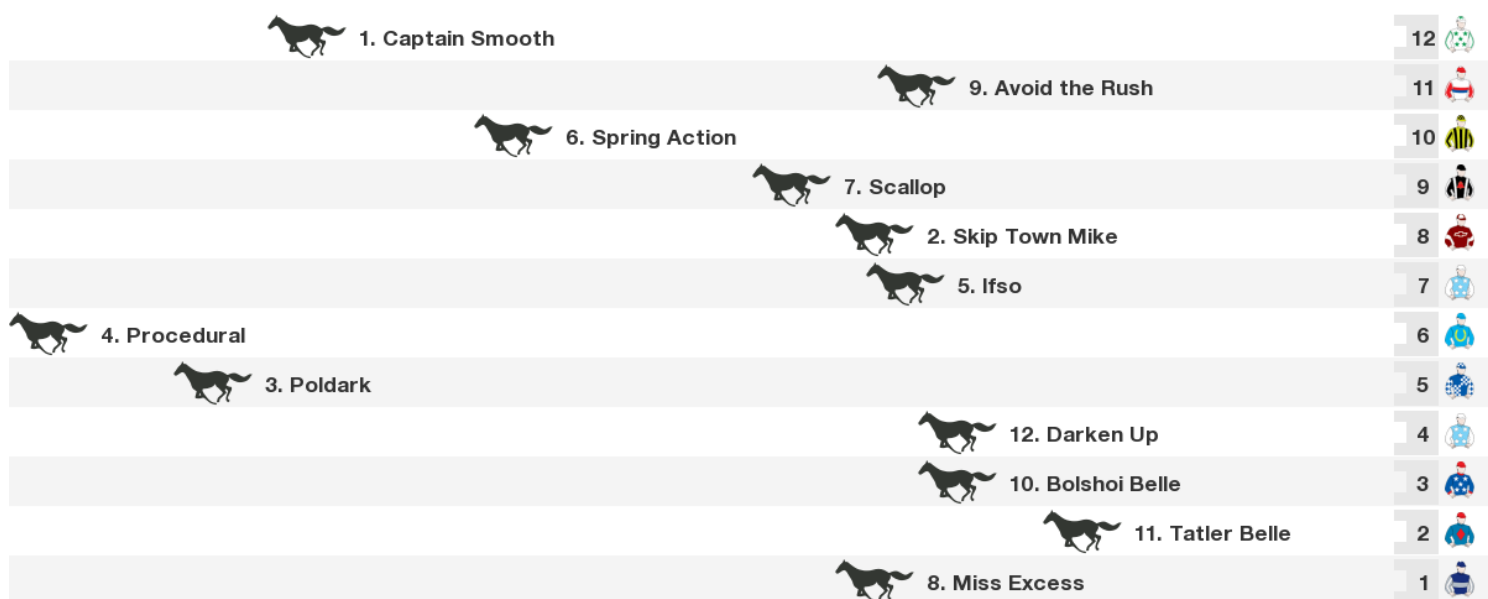 1. Captain Smooth 12
9. Avoid the Rush 11
6. Spring Action 10
7. Scallop 9
2. Skip Town Mike 8
5. Ifso 7
4. Procedural 6
3. Poldark 5
12. Darken Up 4
10. Bolshoi Belle 3
11. Tatler Belle 2
8. Miss Excess 1